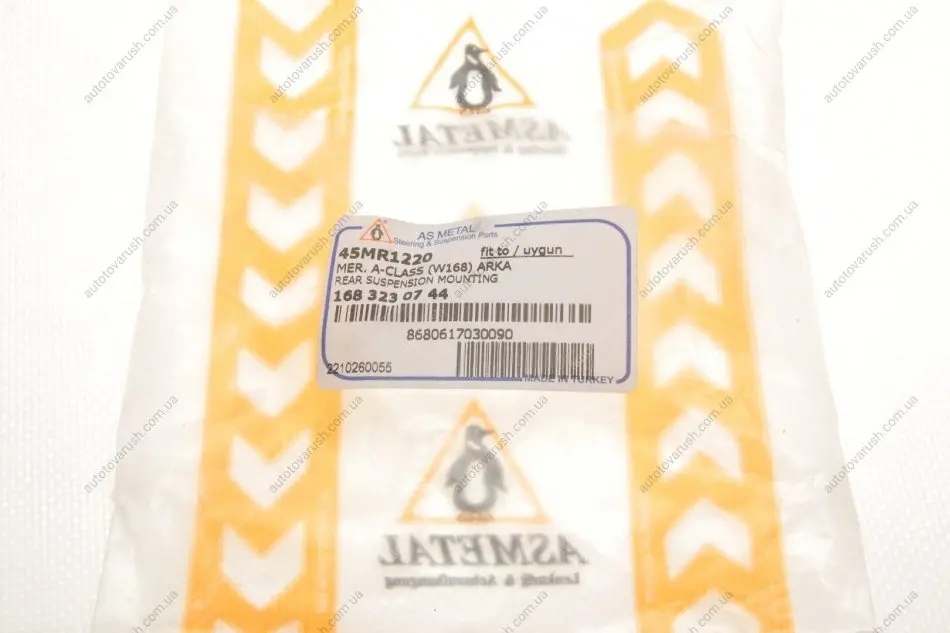 ASMETAL
AS METAL
Steering & Suspension Parts
45MR1220 fit to / uygun
MER. A-CLASS (W168) ARKA
REAR SUSPENSION MOUNTING
168 323 07 44
8680617030090
2210260055
MADE IN TURKEY
ASMETAL
autotovarush.com.ua